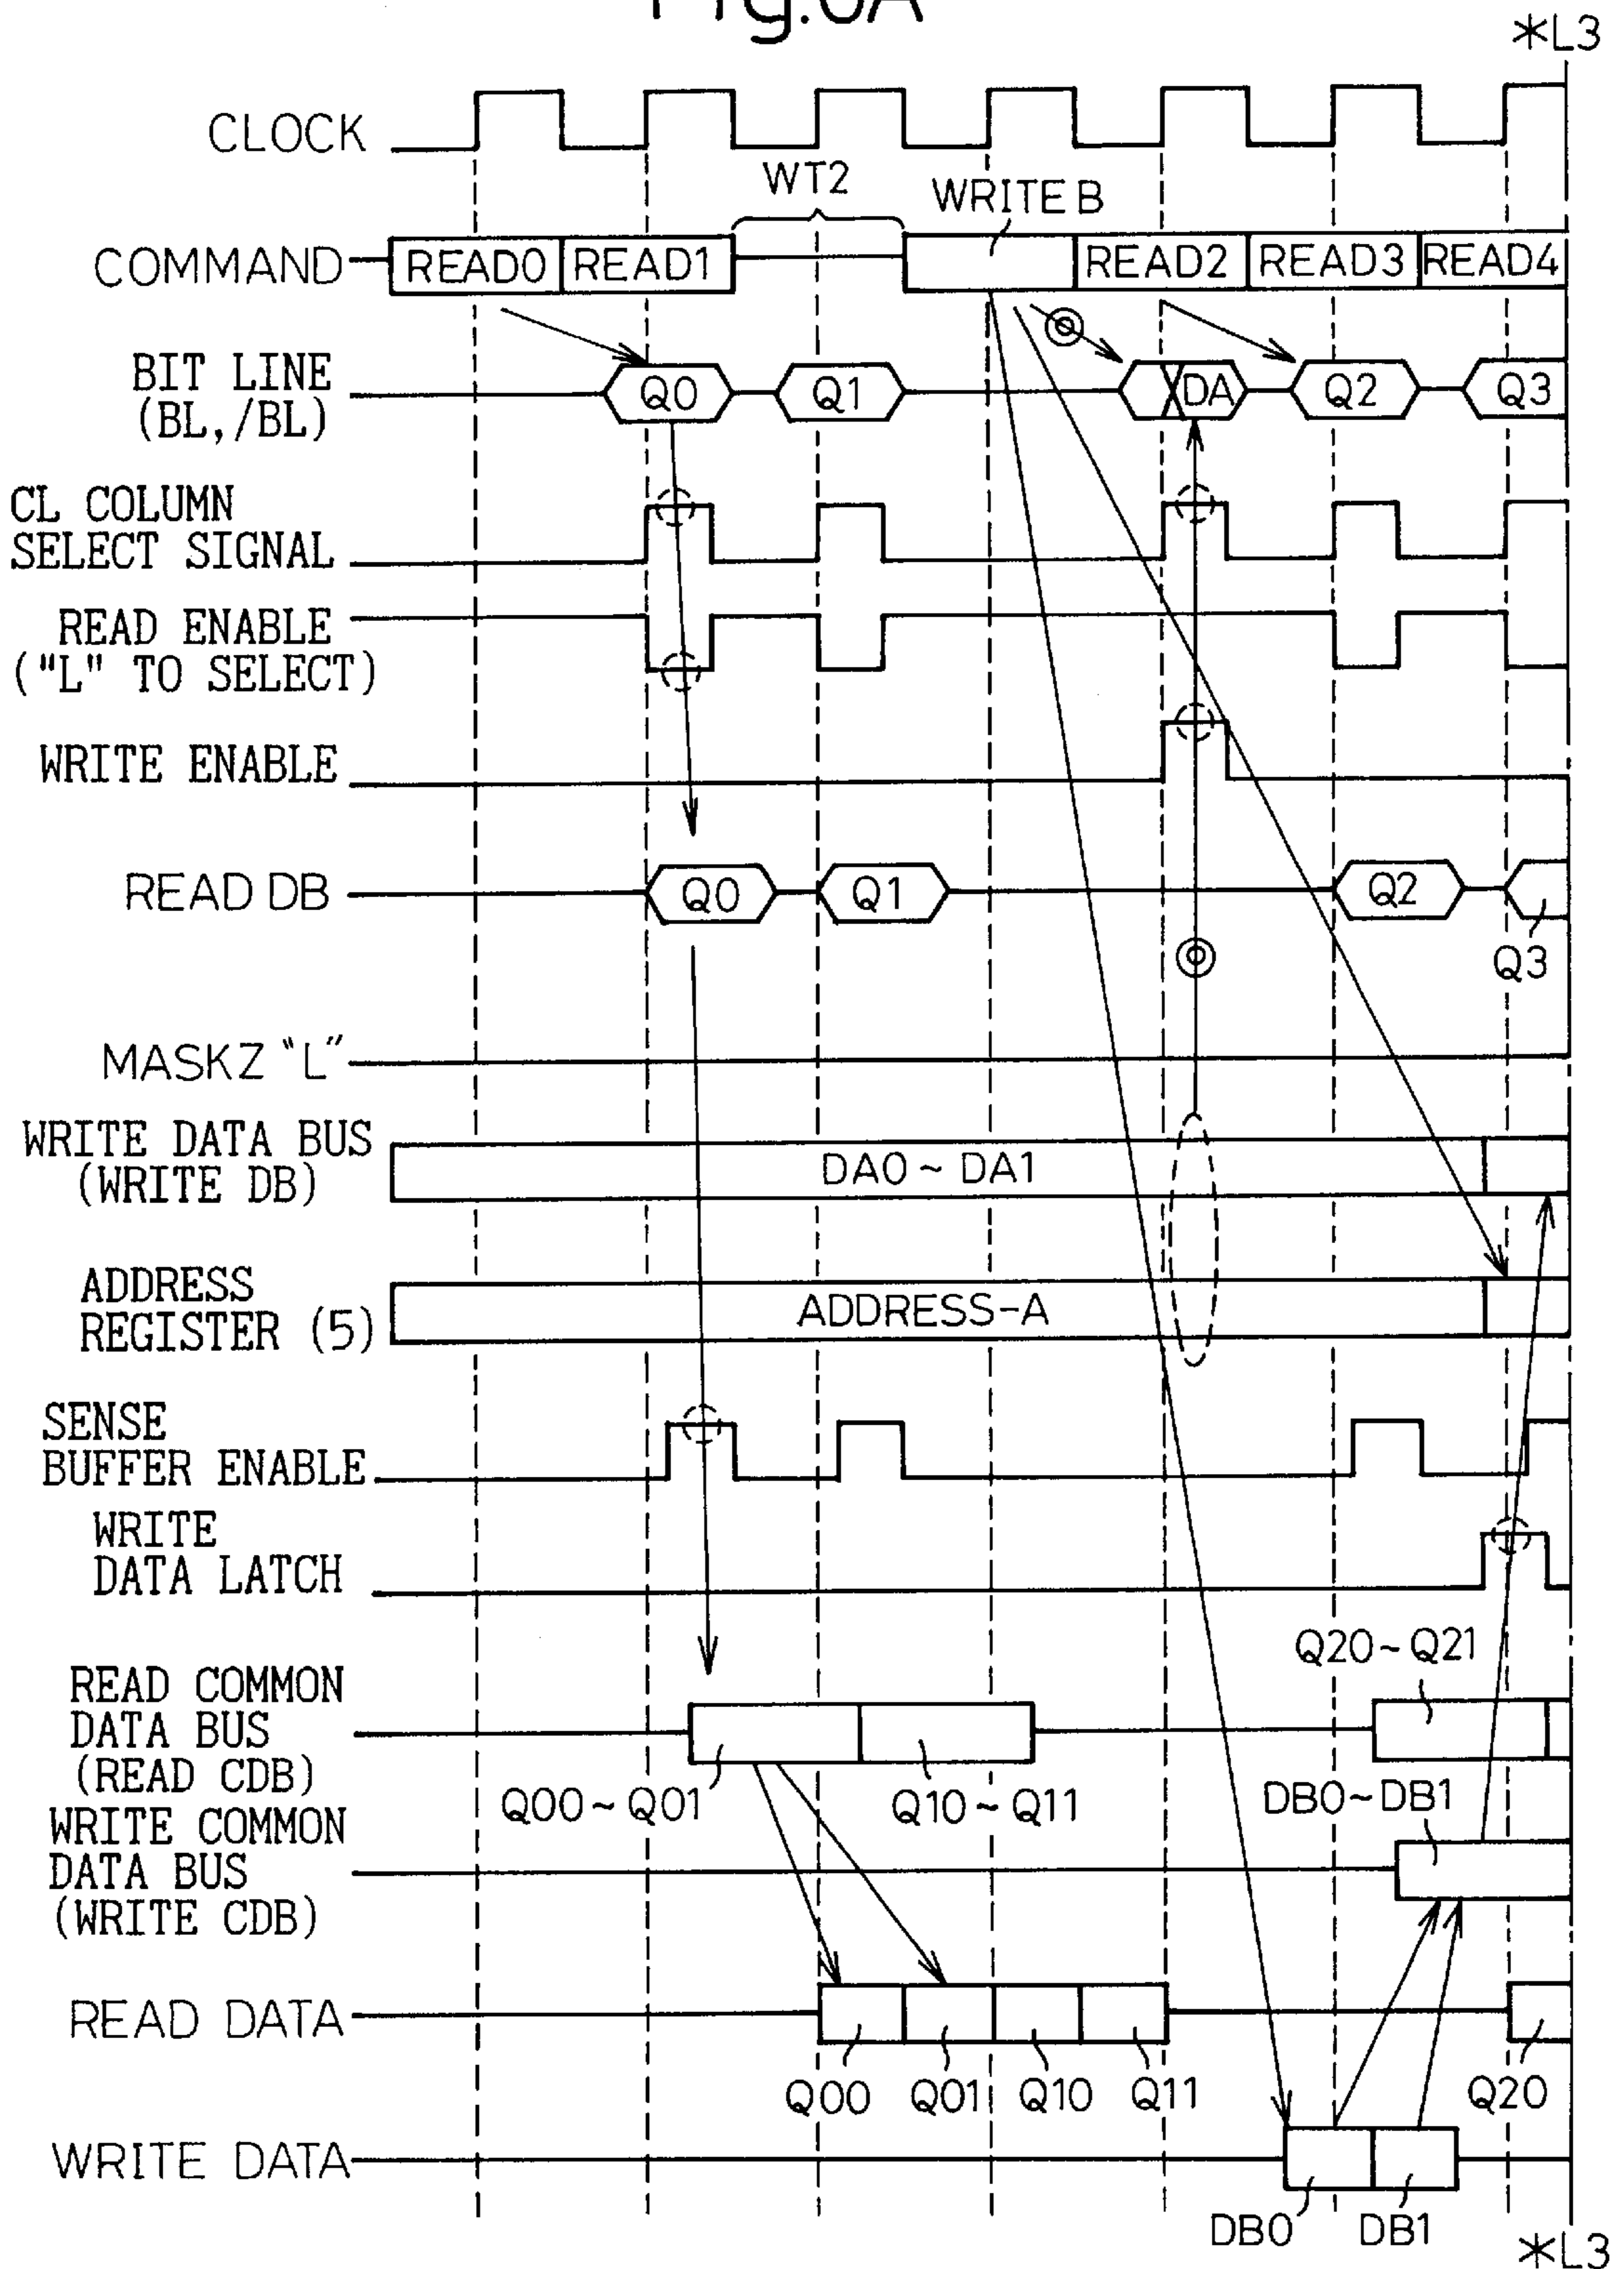 *L3
CLOCK
WT2
WRITE B
COMMAND
READ0 READ1 READ2 READ3 READ4
BIT LINE
(BL,/BL)
Q0 Q1 DA Q2 Q3
CL COLUMN
SELECT SIGNAL
READ ENABLE
("L" TO SELECT)
WRITE ENABLE
READ DB
Q0 Q1 Q2
Q3
MASKZ "L"
WRITE DATA BUS
(WRITE DB)
DA0~DA1
ADDRESS
REGISTER (5)
ADDRESS-A
SENSE
BUFFER ENABLE
WRITE
DATA LATCH
Q20~Q21
READ COMMON
DATA BUS
(READ CDB)
Q00~Q01 Q10~Q11
DB0~DB1
WRITE COMMON
DATA BUS
(WRITE CDB)
READ DATA
Q00 Q01 Q10 Q11 Q20
WRITE DATA
DB0 DB1
*L3